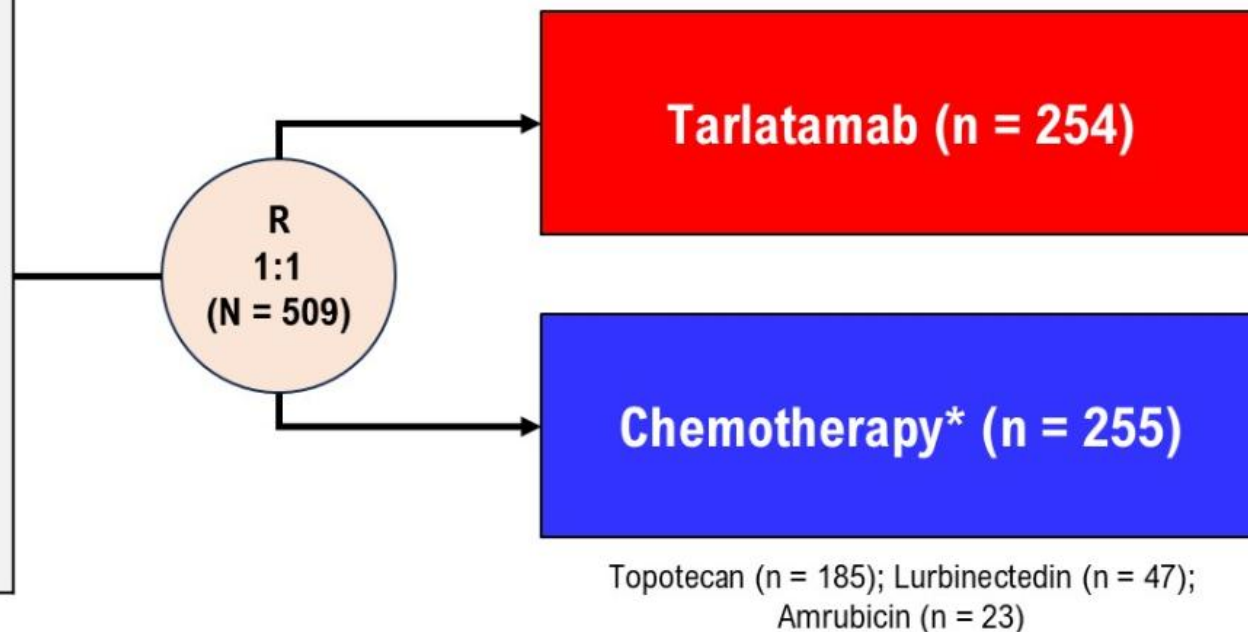 Tarlatamab (n = 254)
R
1:1
(N = 509)
Chemotherapy* (n = 255)
Topotecan (n = 185); Lurbinectedin (n = 47);
Amrubicin (n = 23)